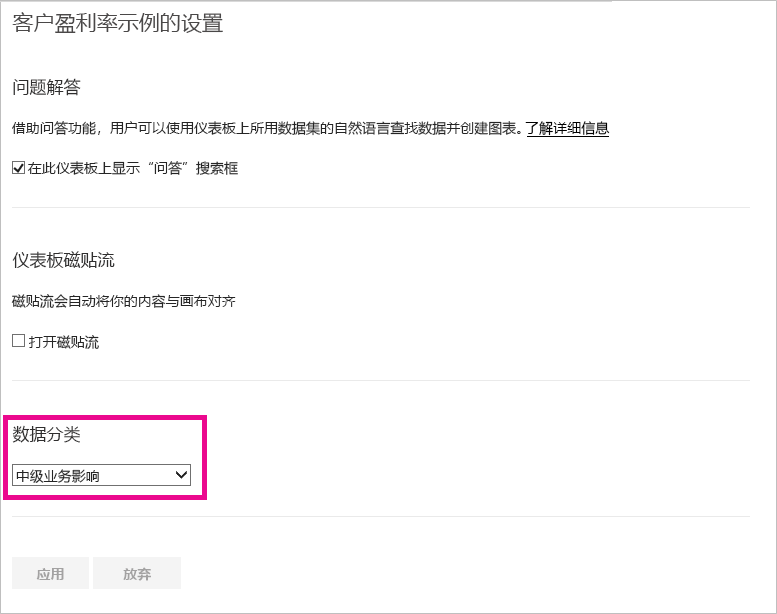 客户盈利率示例的设置
问题解答
借助问答功能，用户可以使用仪表板上所用数据集的自然语言查找数据并创建图表。了解详细信息
在此仪表板上显示“问答”搜索框
仪表板磁贴流
磁贴流会自动将你的内容与画布对齐
打开磁贴流
数据分类
中级业务影响
应用 放弃